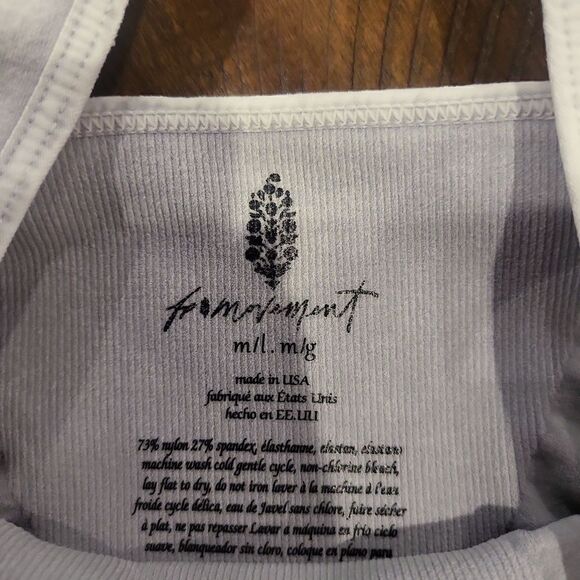 fp movement
m/l . m/g
made in USA
fabriqué aux États Unis
hecho en EE.UU
73% nylon 27% spandex, élasthanne, elastan, elastano
machine wash cold gentle cycle, non-chlorine bleach,
lay flat to dry, do not iron laver à la machine à l'eau
froide cycle délica, eau de Javel sans chlore, faire sécher
à plat, ne pas repasser Lavar a máquina en frío ciclo
suave, blanqueador sin cloro, coloque en plano para